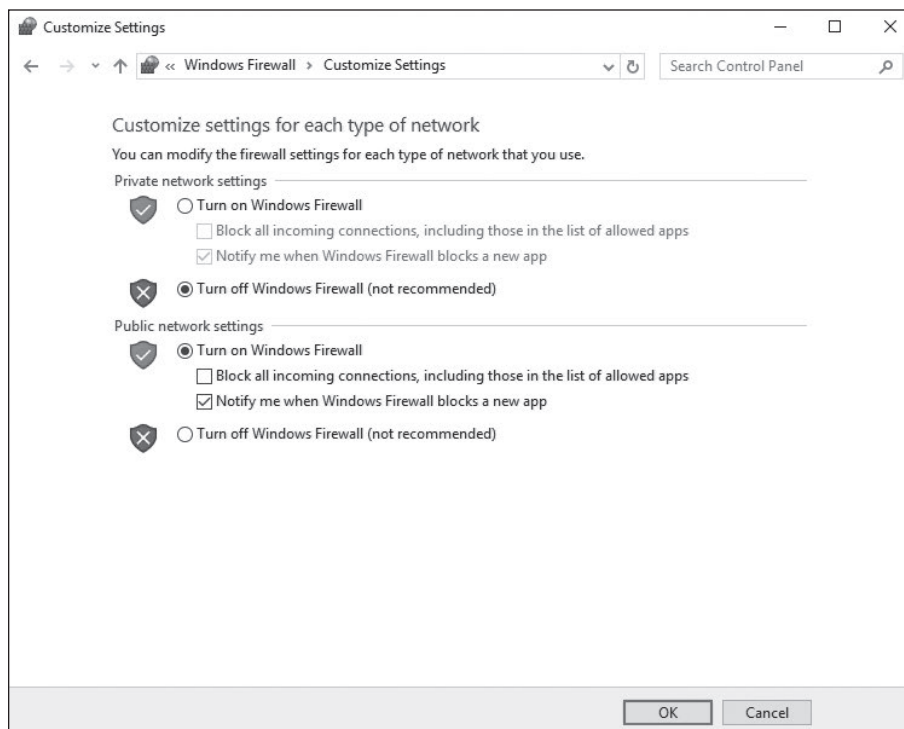 Customize Settings
« Windows Firewall › Customize Settings Search Control Panel
Customize settings for each type of network
You can modify the firewall settings for each type of network that you use.
Private network settings
Turn on Windows Firewall
Block all incoming connections, including those in the list of allowed apps
Notify me when Windows Firewall blocks a new app
Turn off Windows Firewall (not recommended)
Public network settings
Turn on Windows Firewall
Block all incoming connections, including those in the list of allowed apps
Notify me when Windows Firewall blocks a new app
Turn off Windows Firewall (not recommended)
OK Cancel